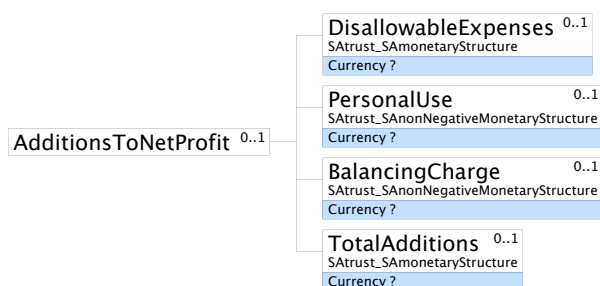 DisallowableExpenses 0..1
SAtrust_SAmonetaryStructure
Currency ?
PersonalUse 0..1
SAtrust_SAnonNegativeMonetaryStructure
Currency ?
AdditionsToNetProfit 0..1
BalancingCharge 0..1
SAtrust_SAnonNegativeMonetaryStructure
Currency ?
TotalAdditions 0..1
SAtrust_SAmonetaryStructure
Currency ?